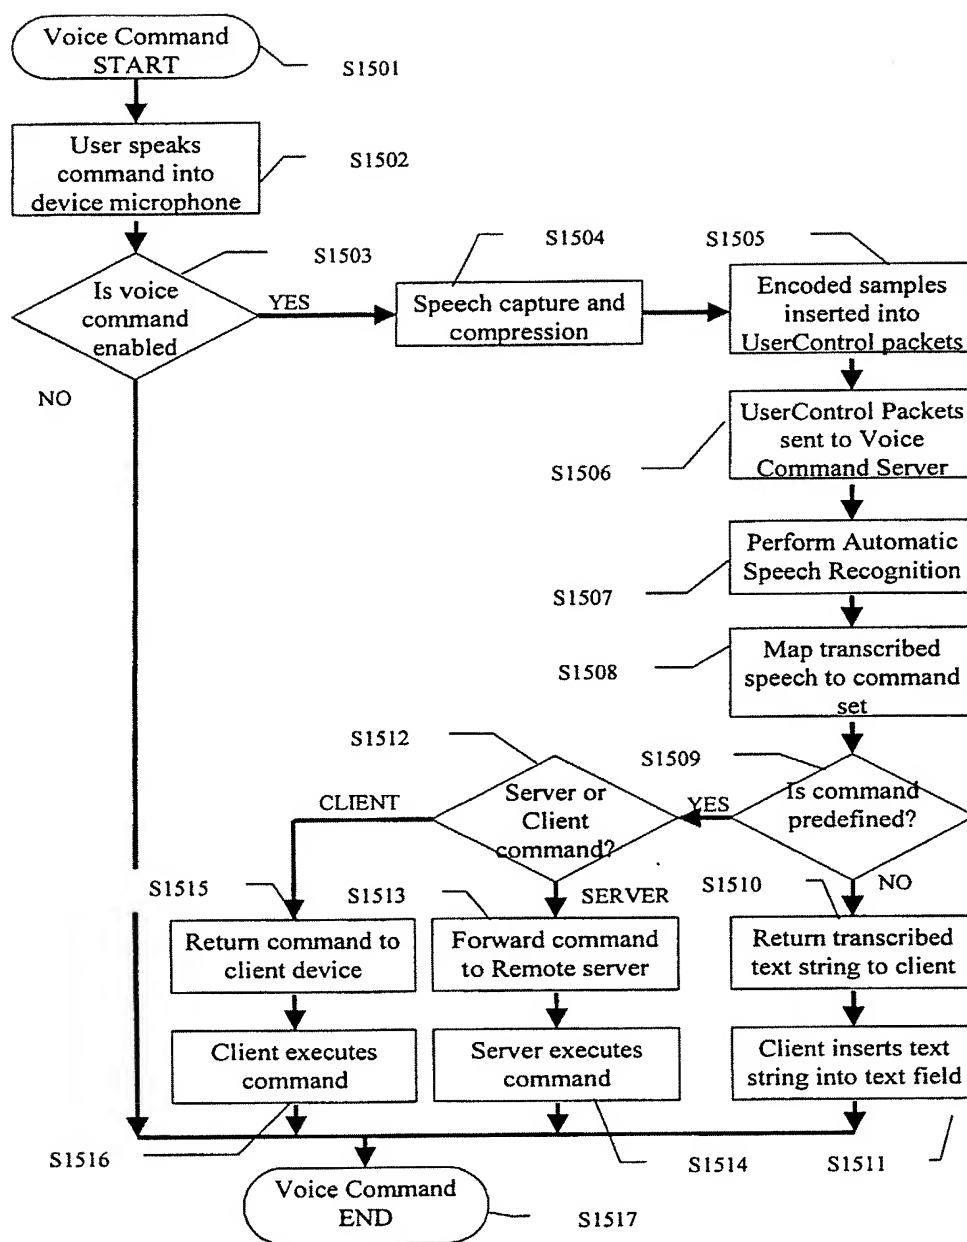 Voice Command
START
S1501
User speaks
command into
device microphone
S1502
S1503
Is voice
command
enabled
YES
NO
S1504
Speech capture and
compression
S1505
Encoded samples
inserted into
UserControl packets
UserControl Packets
sent to Voice
Command Server
S1506
Perform Automatic
Speech Recognition
S1507
Map transcribed
speech to command
set
S1508
S1509
Is command
predefined?
YES
NO
S1512
Server or
Client
command?
CLIENT
SERVER
S1515
Return command to
client device
S1513
Forward command
to Remote server
S1510
Return transcribed
text string to client
Client executes
command
Server executes
command
Client inserts text
string into text field
S1516
S1514
S1511
Voice Command
END
S1517